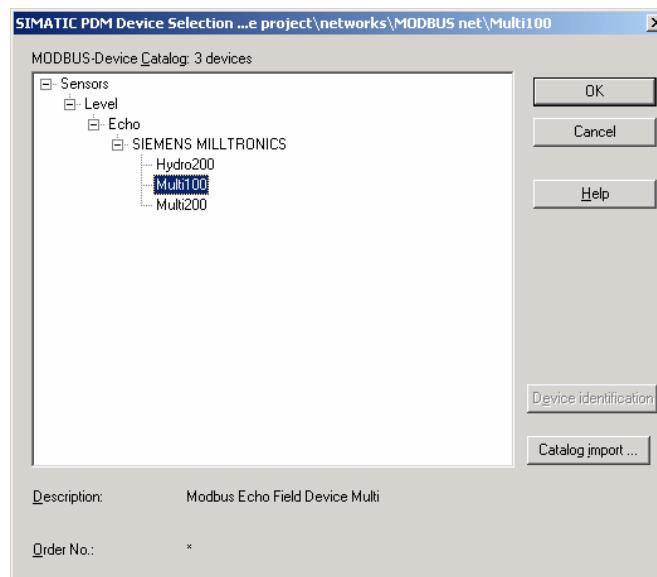 SIMATIC PDM Device Selection ...e project\networks\MODBUS net\Multi100
MODBUS-Device Catalog: 3 devices
Sensors
Level
Echo
SIEMENS MILLTRONICS
Hydro200
Multi100
Multi200
OK
Cancel
Help
Device identification
Catalog import ...
Description: Modbus Echo Field Device Multi
Order No.: *